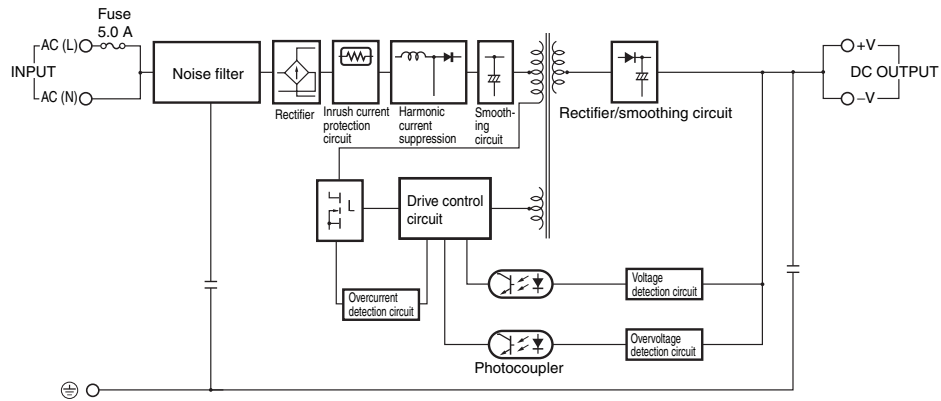 Fuse
5.0 A
AC (L)
INPUT
AC (N)
Noise filter
Rectifier
Inrush current
protection
circuit
Harmonic
current
suppression
Smooth-
ing
circuit
Rectifier/smoothing circuit
+V
DC OUTPUT
–V
L
Drive control
circuit
Overcurrent
detection circuit
Voltage
detection circuit
Overvoltage
detection circuit
Photocoupler